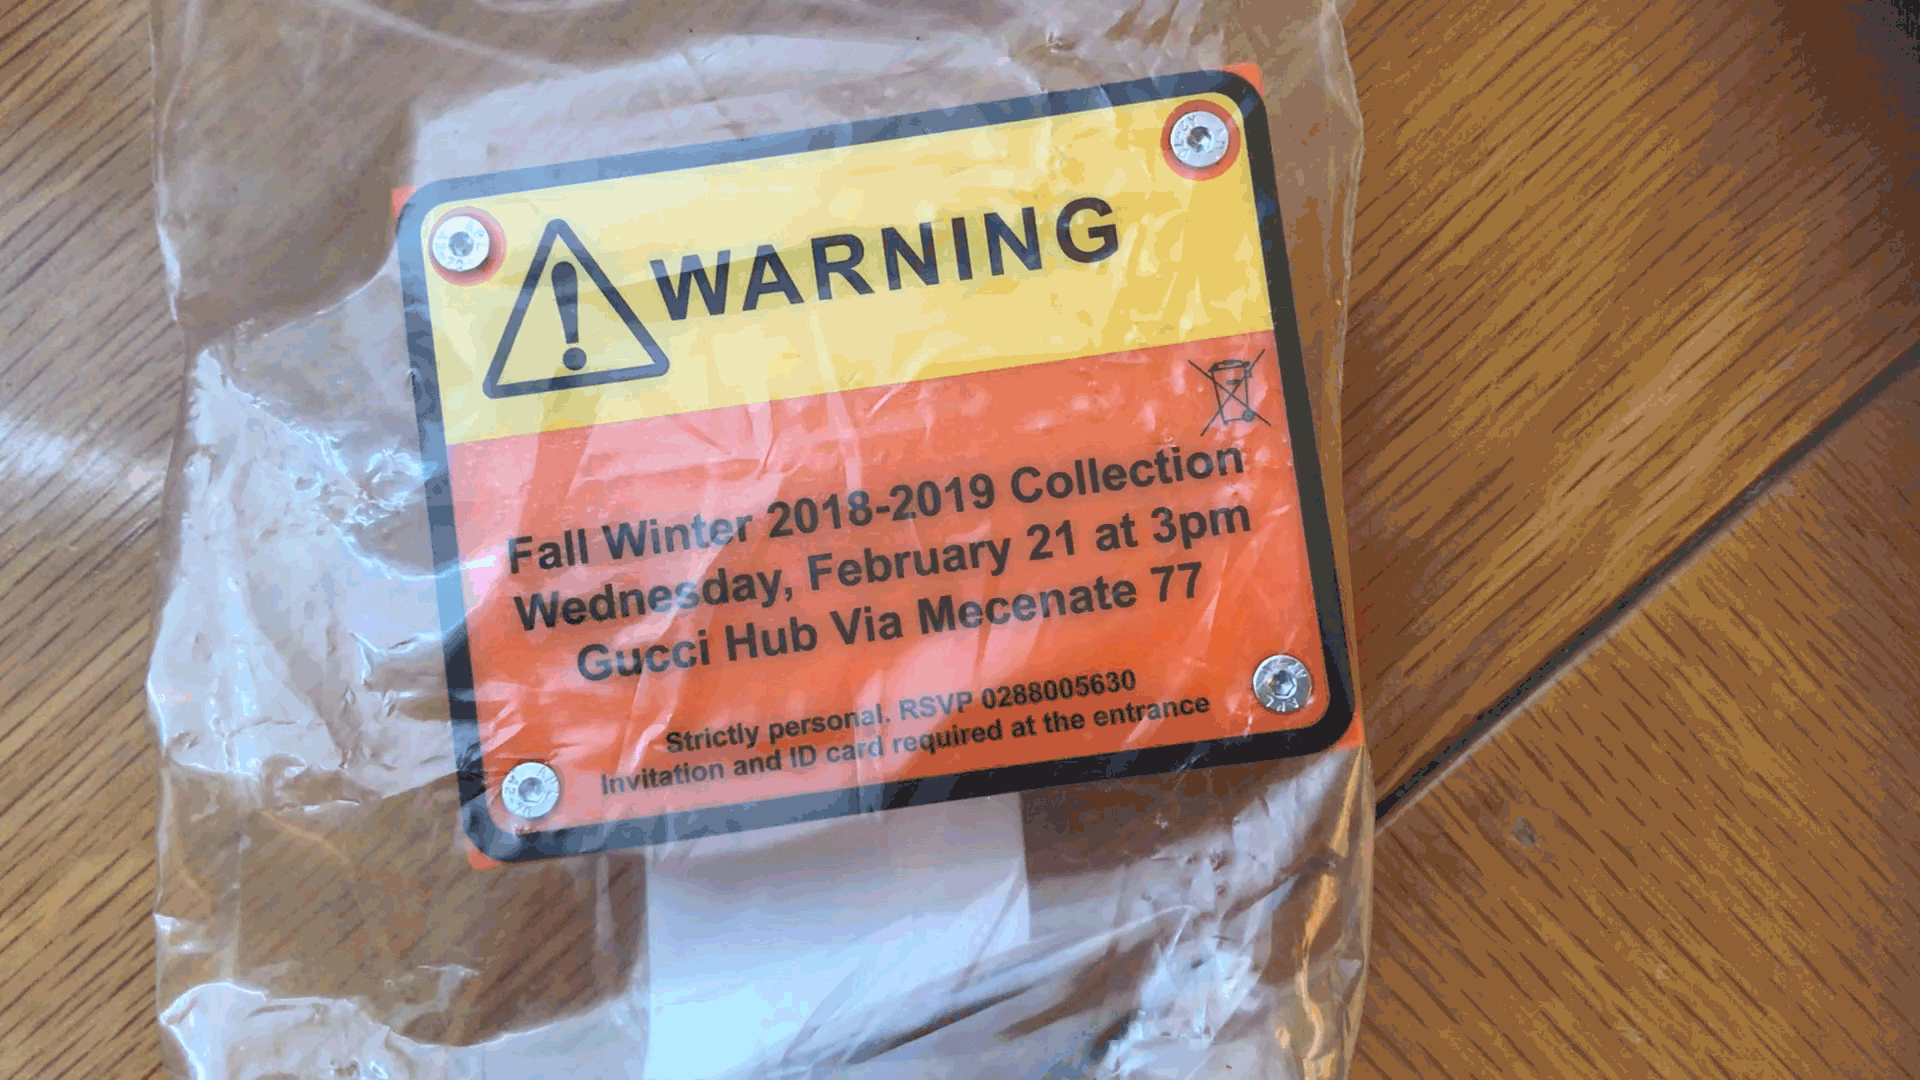 WARNING
Fall Winter 2018-2019 Collection
Wednesday, February 21 at 3pm
Gucci Hub Via Mecenate 77
Strictly personal. RSVP 0288005630
Invitation and ID card required at the entrance